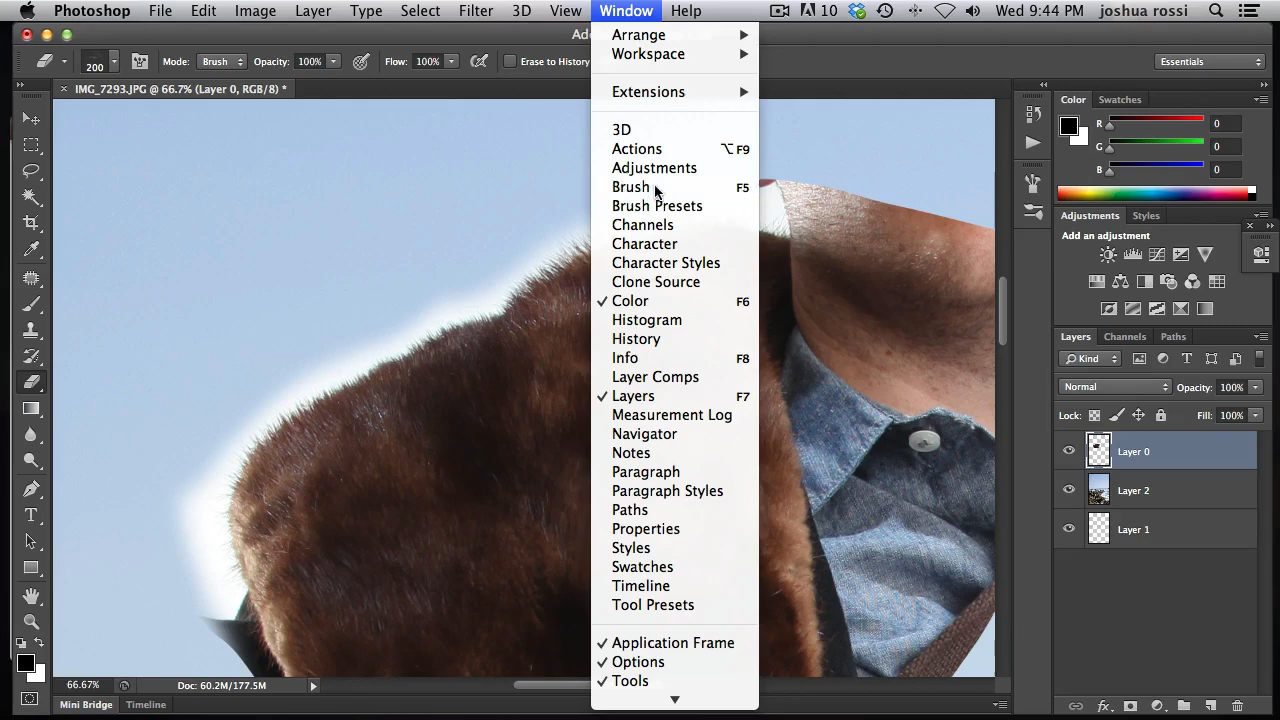 Photoshop File Edit Image Layer Type Select Filter 3D View Window Help 10 Wed 9:44 PM joshua rossi
200 Mode: Brush Opacity: 100% Flow: 100% Erase to History Essentials
IMG_7293.JPG @ 66.7% (Layer 0, RGB/8) *
Arrange
Workspace
Extensions
3D
Actions ⌥F9
Adjustments
Brush F5
Brush Presets
Channels
Character
Character Styles
Clone Source
✓ Color F6
Histogram
History
Info F8
Layer Comps
✓ Layers F7
Measurement Log
Navigator
Notes
Paragraph
Paragraph Styles
Paths
Properties
Styles
Swatches
Timeline
Tool Presets
✓ Application Frame
✓ Options
✓ Tools
Color Swatches
R 0
G 0
B 0
Adjustments Styles
Add an adjustment
Layers Channels Paths
Kind
Normal Opacity: 100%
Lock: Fill: 100%
Layer 0
Layer 2
Layer 1
66.67% Doc: 60.2M/177.5M
Mini Bridge Timeline